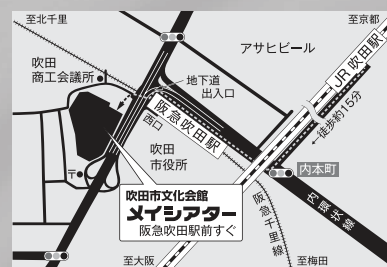 至北千里
至京都
アサヒビール
JR 吹田駅
吹田
商工会議所
地下道
出入口
阪急吹田駅
西口
←徒歩約15分
吹田
市役所
内本町
吹田市文化会館
メイシアター
阪急吹田駅前すぐ
阪急千里線
内環状線
至大阪
至梅田